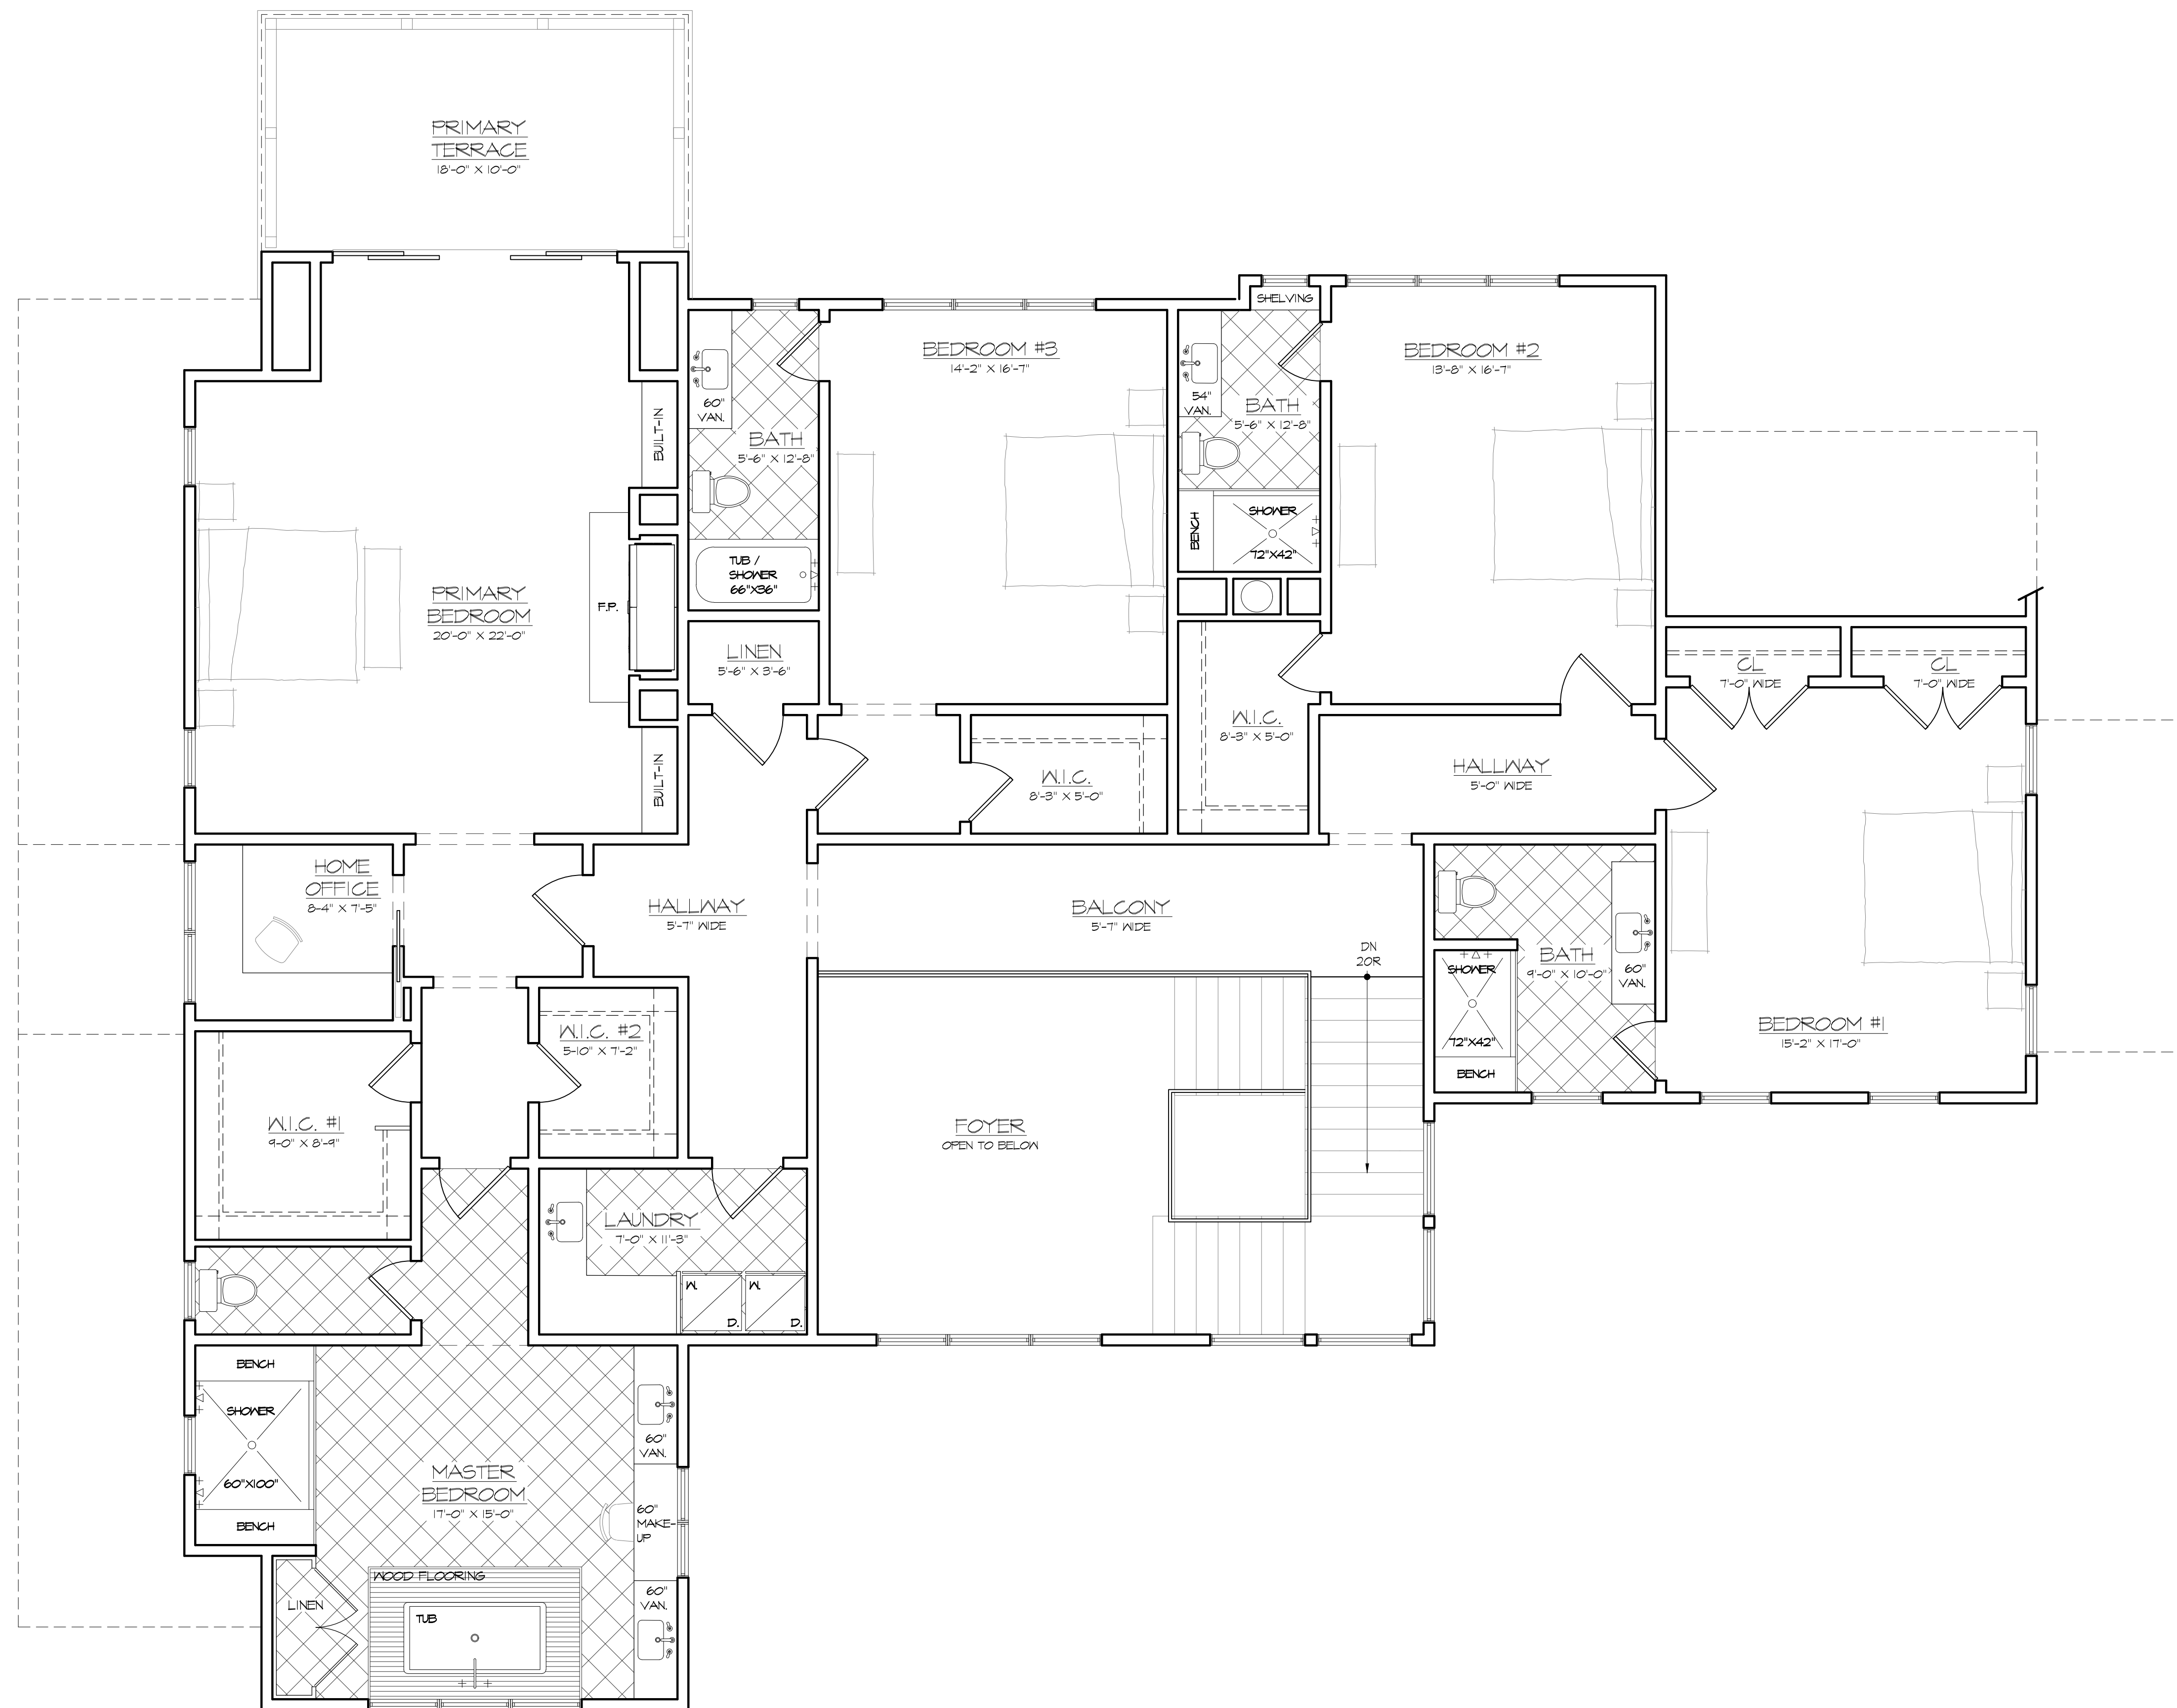 PRIMARY
TERRACE
18'-0" X 10'-0"
SHELVING
BEDROOM #3
14'-2" X 16'-7"
BEDROOM #2
13'-8" X 16'-7"
60"
VAN.
54"
VAN.
BUILT-IN
BATH
5'-6" X 12'-8"
BATH
5'-6" X 12'-8"
BENCH
SHOWER
72"X42"
TUB /
SHOWER
66"X36"
PRIMARY
BEDROOM
20'-0" X 22'-0"
F.P.
LINEN
5'-6" X 3'-6"
CL
7'-0" WIDE
CL
7'-0" WIDE
W.I.C.
8'-3" X 5'-0"
BUILT-IN
W.I.C.
8'-3" X 5'-0"
HALLWAY
5'-0" WIDE
HOME
OFFICE
8-4" X 7'-5"
HALLWAY
5'-7" WIDE
BALCONY
5'-7" WIDE
DN
20R
BATH
9'-0" X 10'-0"
SHOWER
72"X42"
BENCH
60"
VAN.
BEDROOM #1
15'-2" X 17'-0"
W.I.C. #2
5-10" X 7'-2"
W.I.C. #1
9-0" X 8'-9"
FOYER
OPEN TO BELOW
LAUNDRY
7'-0" X 11'-3"
W.
D.
W.
D.
BENCH
SHOWER
60"X100"
BENCH
60"
VAN.
MASTER
BEDROOM
17'-0" X 15'-0"
60"
MAKE-
UP
WOOD FLOORING
TUB
LINEN
60"
VAN.